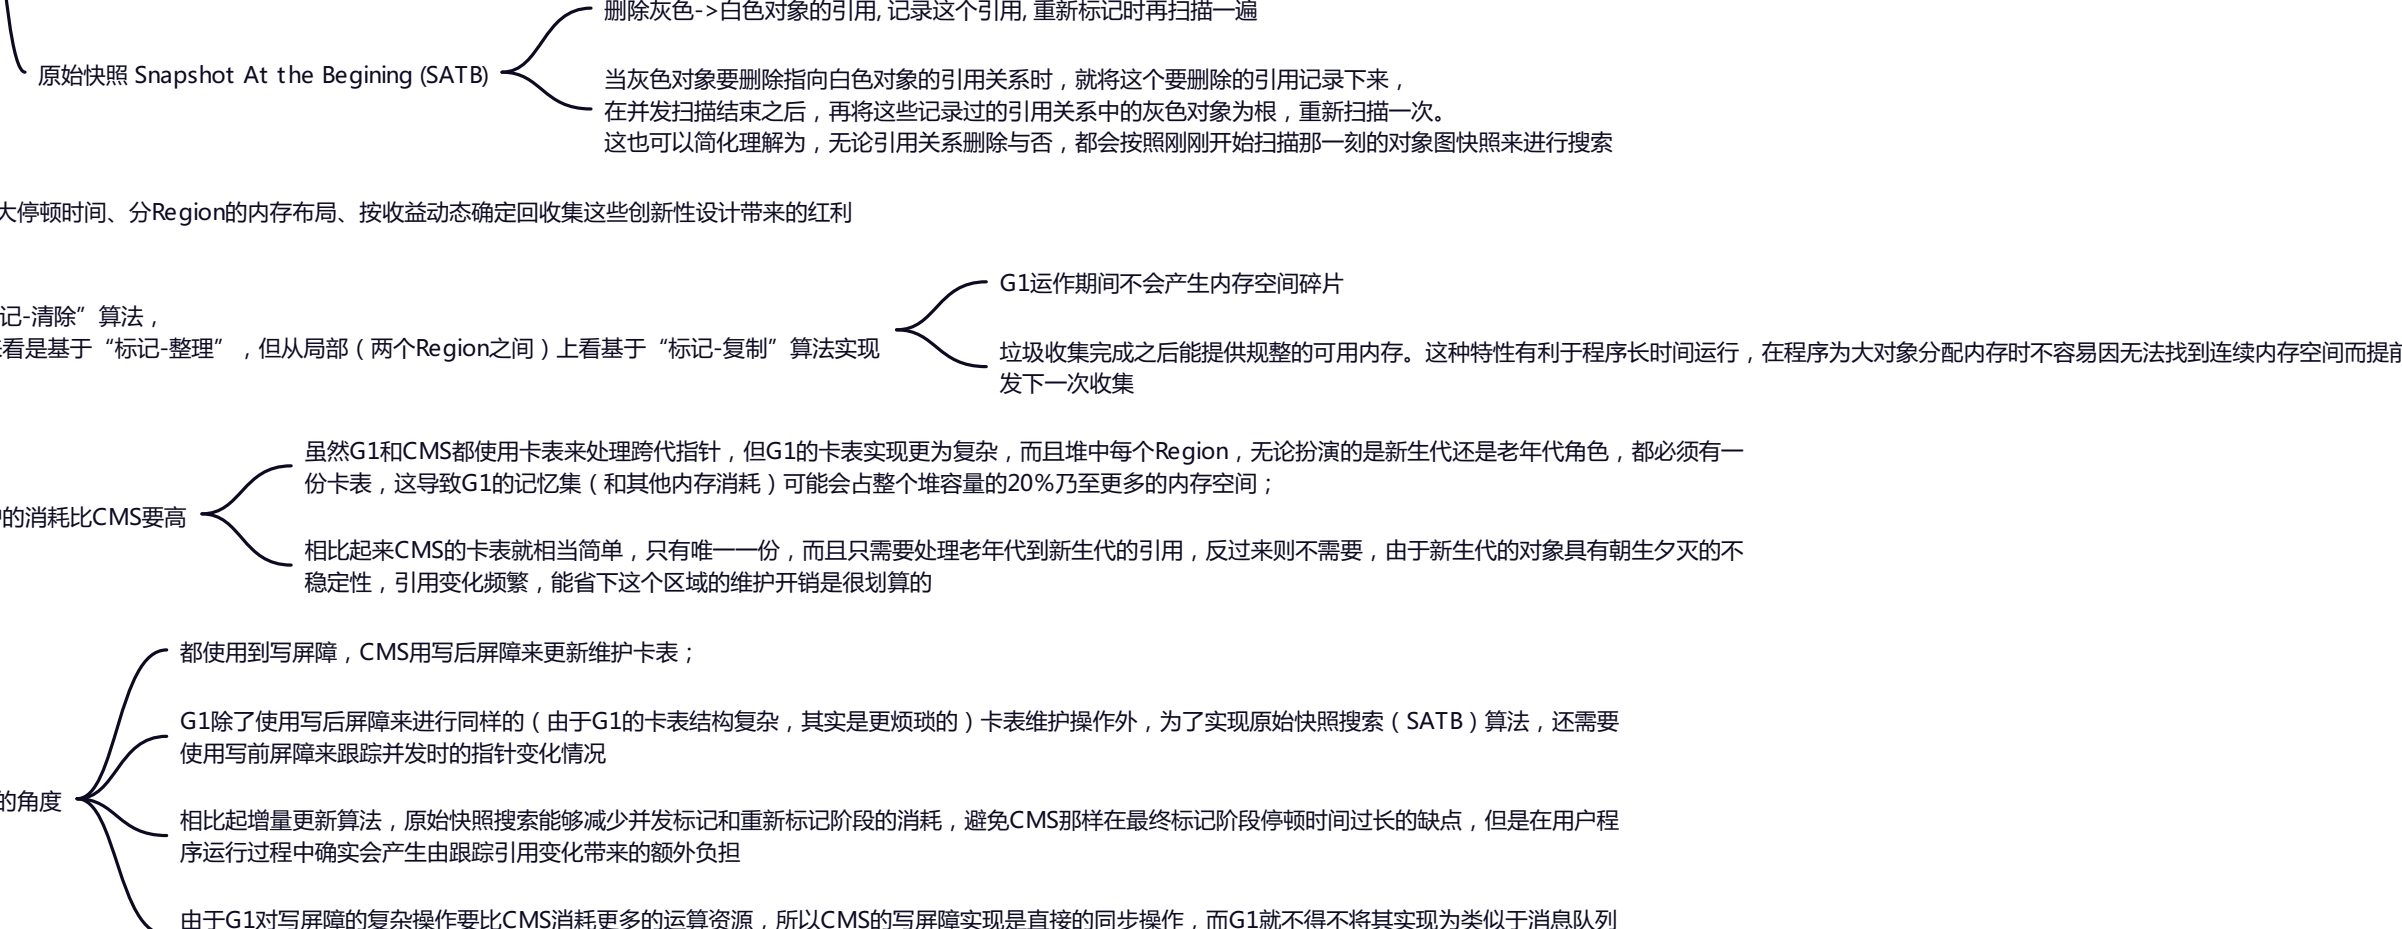 删除灰色->白色对象的引用, 记录这个引用, 重新标记时再扫描一遍
原始快照 Snapshot At the Begining (SATB)
当灰色对象要删除指向白色对象的引用关系时，就将这个要删除的引用记录下来，
在并发扫描结束之后，再将这些记录过的引用关系中的灰色对象为根，重新扫描一次。
这也可以简化理解为，无论引用关系删除与否，都会按照刚刚开始扫描那一刻的对象图快照来进行搜索
大停顿时间、分Region的内存布局、按收益动态确定回收集这些创新性设计带来的红利
G1运作期间不会产生内存空间碎片
记-清除”算法，
看是基于“标记-整理”，但从局部（两个Region之间）上看基于“标记-复制”算法实现
垃圾收集完成之后能提供规整的可用内存。这种特性有利于程序长时间运行，在程序为大对象分配内存时不容易因无法找到连续内存空间而提前
发下一次收集
虽然G1和CMS都使用卡表来处理跨代指针，但G1的卡表实现更为复杂，而且堆中每个Region，无论扮演的是新生代还是老年代角色，都必须有一
份卡表，这导致G1的记忆集（和其他内存消耗）可能会占整个堆容量的20%乃至更多的内存空间；
的消耗比CMS要高
相比起来CMS的卡表就相当简单，只有唯一一份，而且只需要处理老年代到新生代的引用，反过来则不需要，由于新生代的对象具有朝生夕灭的不
稳定性，引用变化频繁，能省下这个区域的维护开销是很划算的
都使用到写屏障，CMS用写后屏障来更新维护卡表；
G1除了使用写后屏障来进行同样的（由于G1的卡表结构复杂，其实是更烦琐的）卡表维护操作外，为了实现原始快照搜索（SATB）算法，还需要
使用写前屏障来跟踪并发时的指针变化情况
的角度
相比起增量更新算法，原始快照搜索能够减少并发标记和重新标记阶段的消耗，避免CMS那样在最终标记阶段停顿时间过长的缺点，但是在用户程
序运行过程中确实会产生由跟踪引用变化带来的额外负担
由于G1对写屏障的复杂操作要比CMS消耗更多的运算资源，所以CMS的写屏障实现是直接的同步操作，而G1就不得不将其实现为类似于消息队列